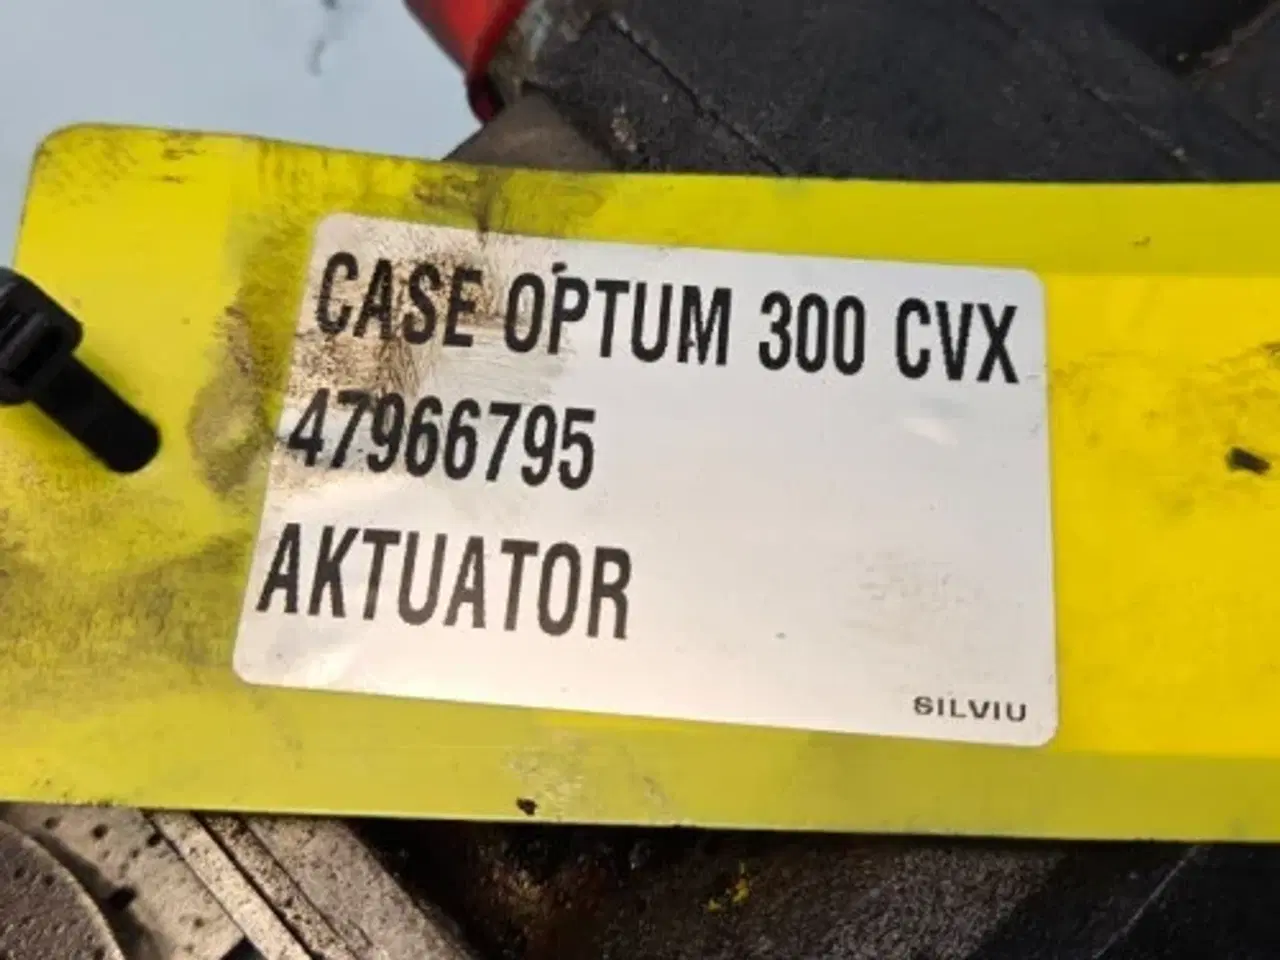 CASE OPTUM 300 CVX
47966795
AKTUATOR
SILVIU